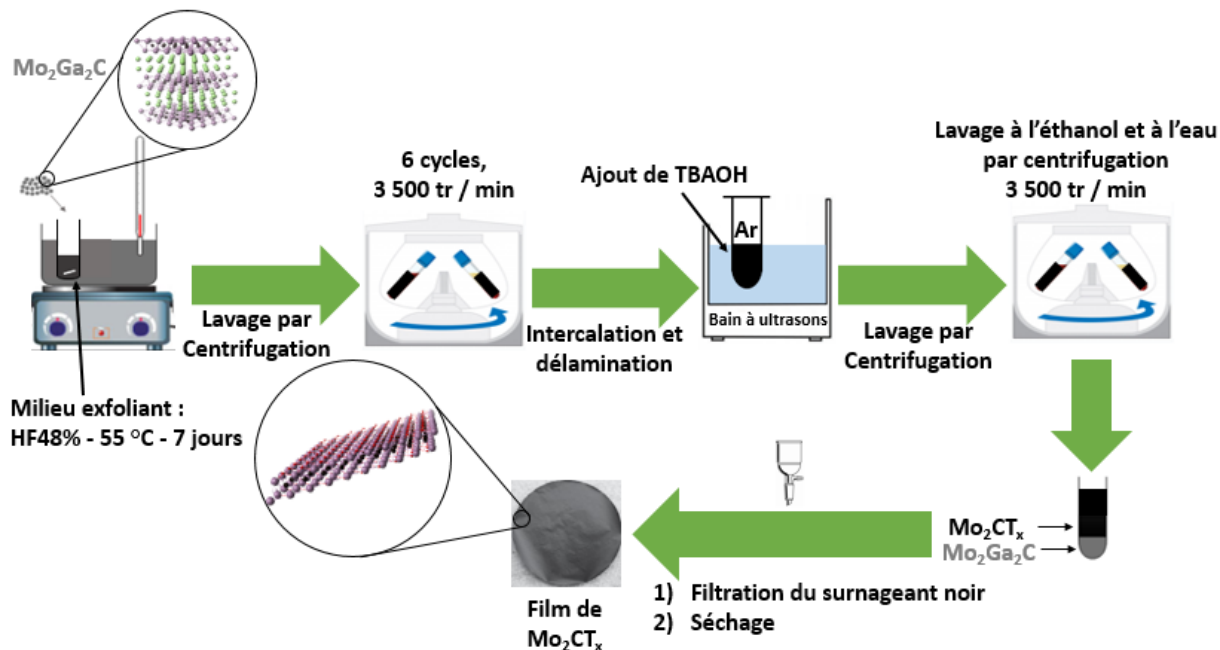 Mo₂Ga₂C
Milieu exfoliant :
HF48% - 55 °C - 7 jours
Lavage par
Centrifugation
6 cycles,
3 500 tr / min
Intercalation et
délamination
Ajout de TBAOH
Ar
Bain à ultrasons
Lavage par
Centrifugation
Lavage à l’éthanol et à l’eau
par centrifugation
3 500 tr / min
Mo₂CTₓ
Mo₂Ga₂C
1) Filtration du surnageant noir
2) Séchage
Film de
Mo₂CTₓ